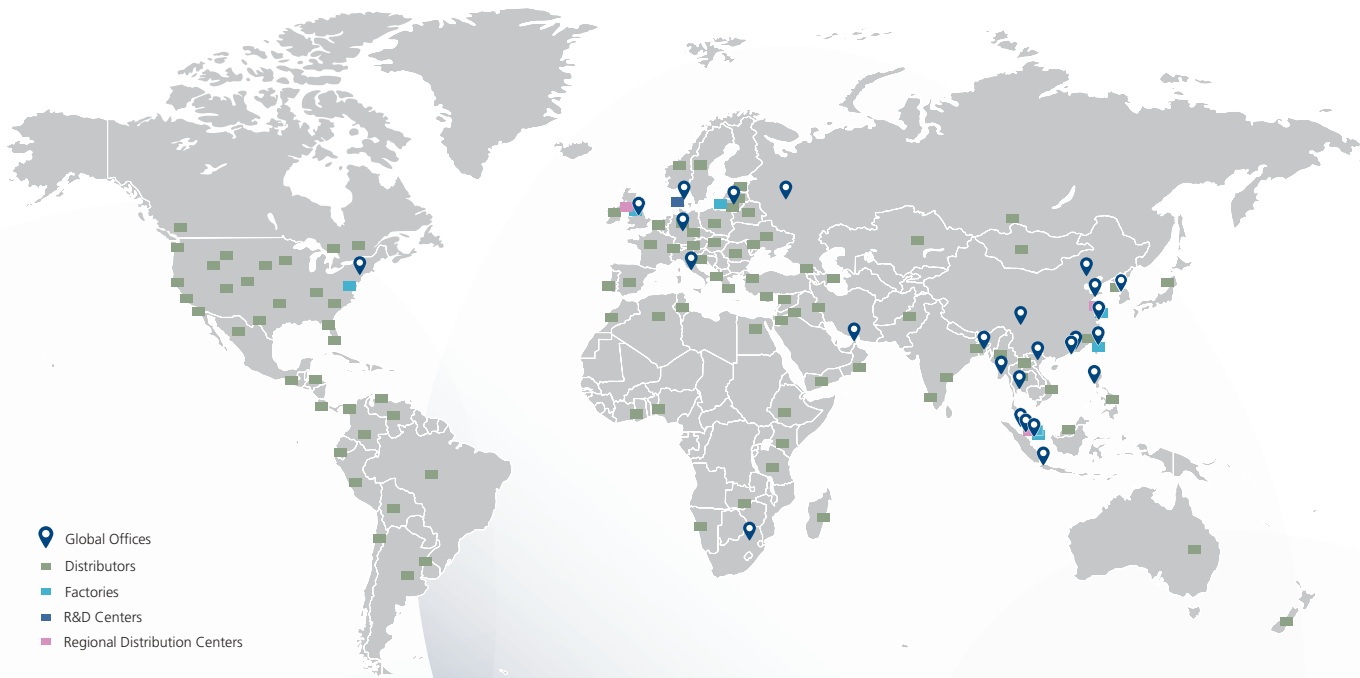 Global Offices
Distributors
Factories
R&D Centers
Regional Distribution Centers